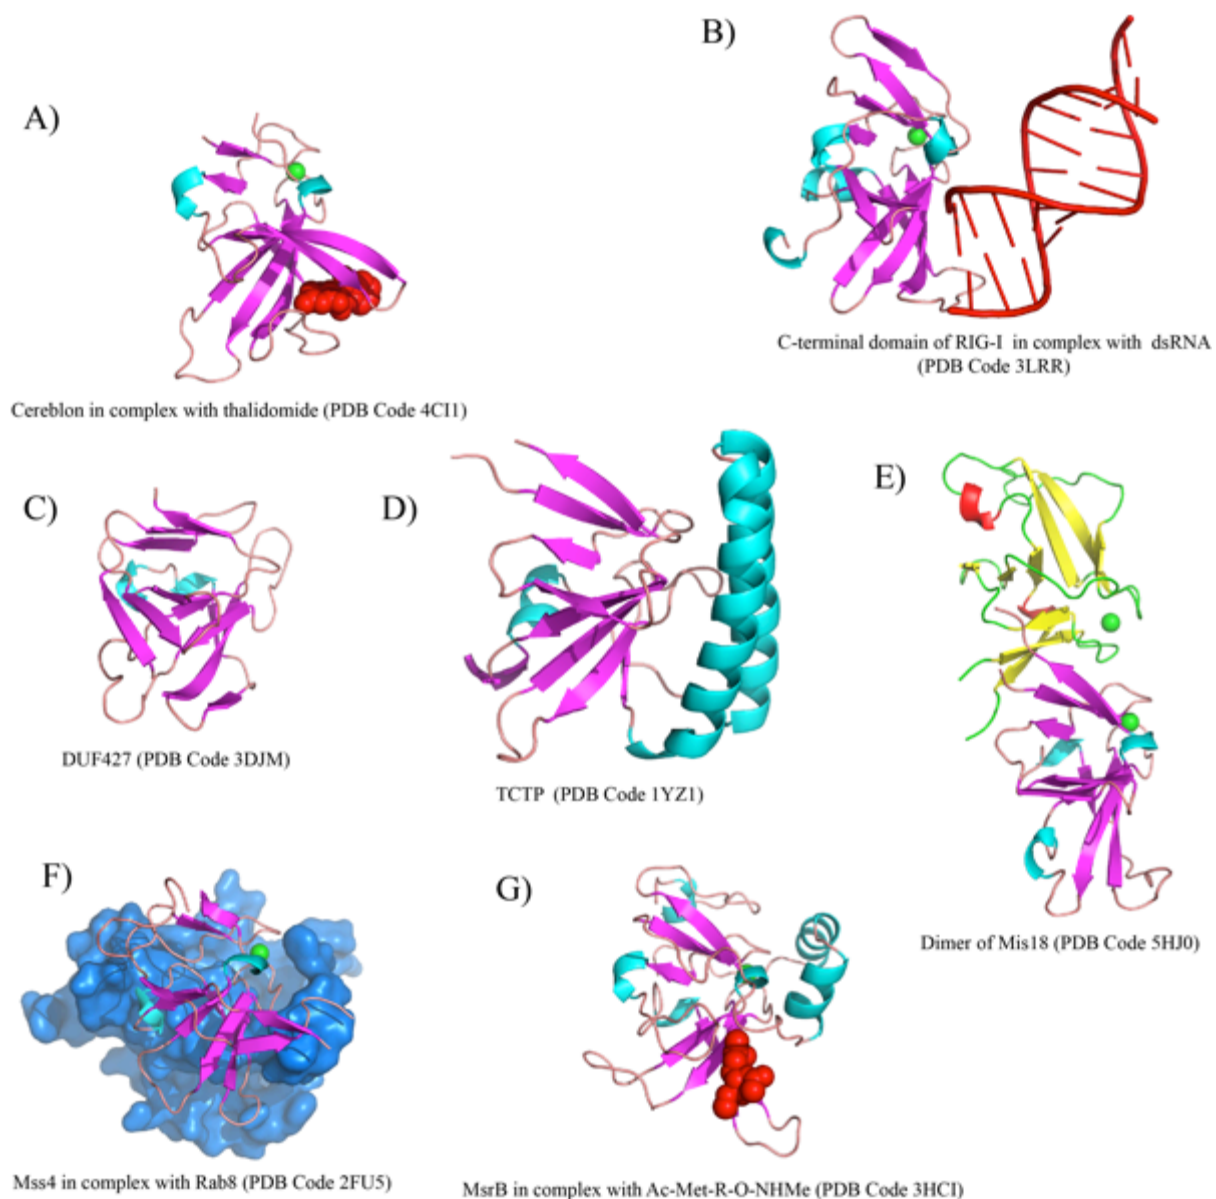 A)
B)
C-terminal domain of RIG-I in complex with dsRNA
(PDB Code 3LRR)
Cereblon in complex with thalidomide (PDB Code 4CI1)
C)
D)
E)
DUF427 (PDB Code 3DJM)
TCTP (PDB Code 1YZ1)
F)
G)
Dimer of Mis18 (PDB Code 5HJ0)
Mss4 in complex with Rab8 (PDB Code 2FU5)
MsrB in complex with Ac-Met-R-O-NHMe (PDB Code 3HCI)